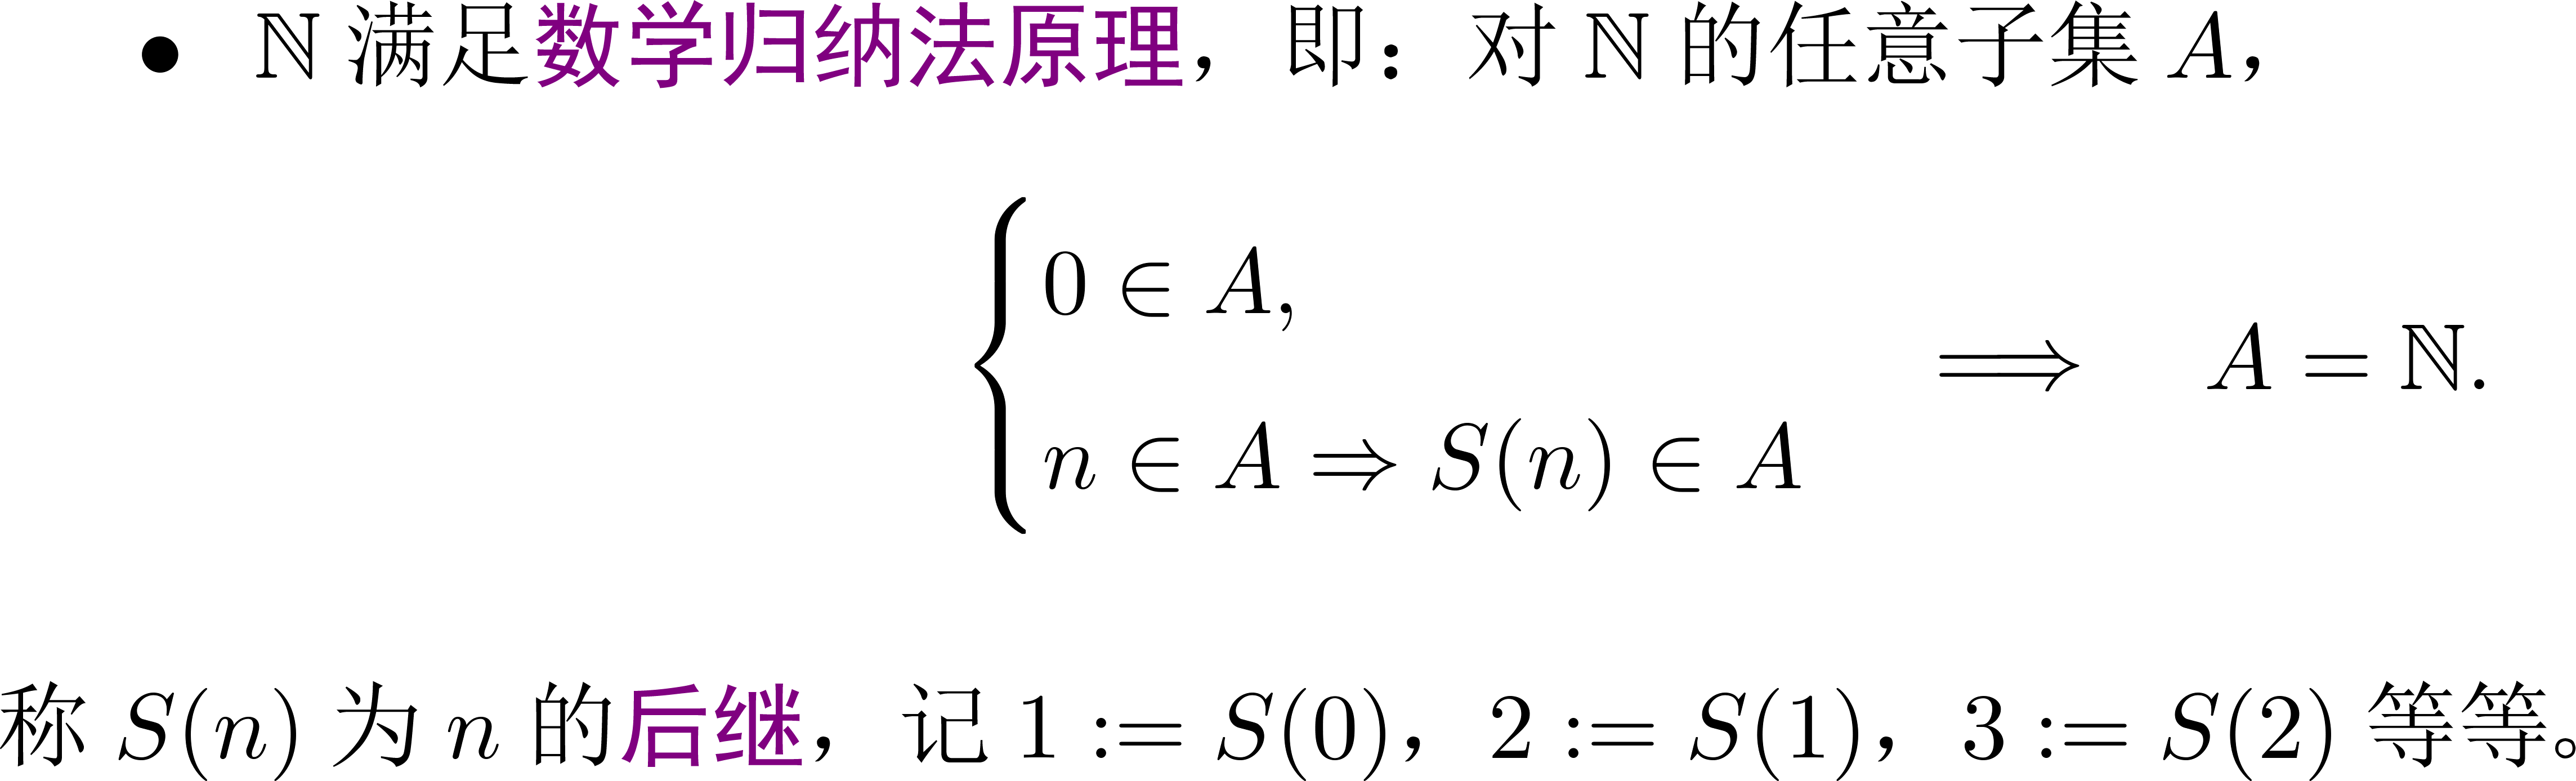 • ℕ 满足数学归纳法原理，即：对 ℕ 的任意子集 A，
0 ∈ A,
n ∈ A ⇒ S(n) ∈ A
⟹ A = ℕ.
称 S(n) 为 n 的后继，记 1 := S(0)，2 := S(1)，3 := S(2) 等等。